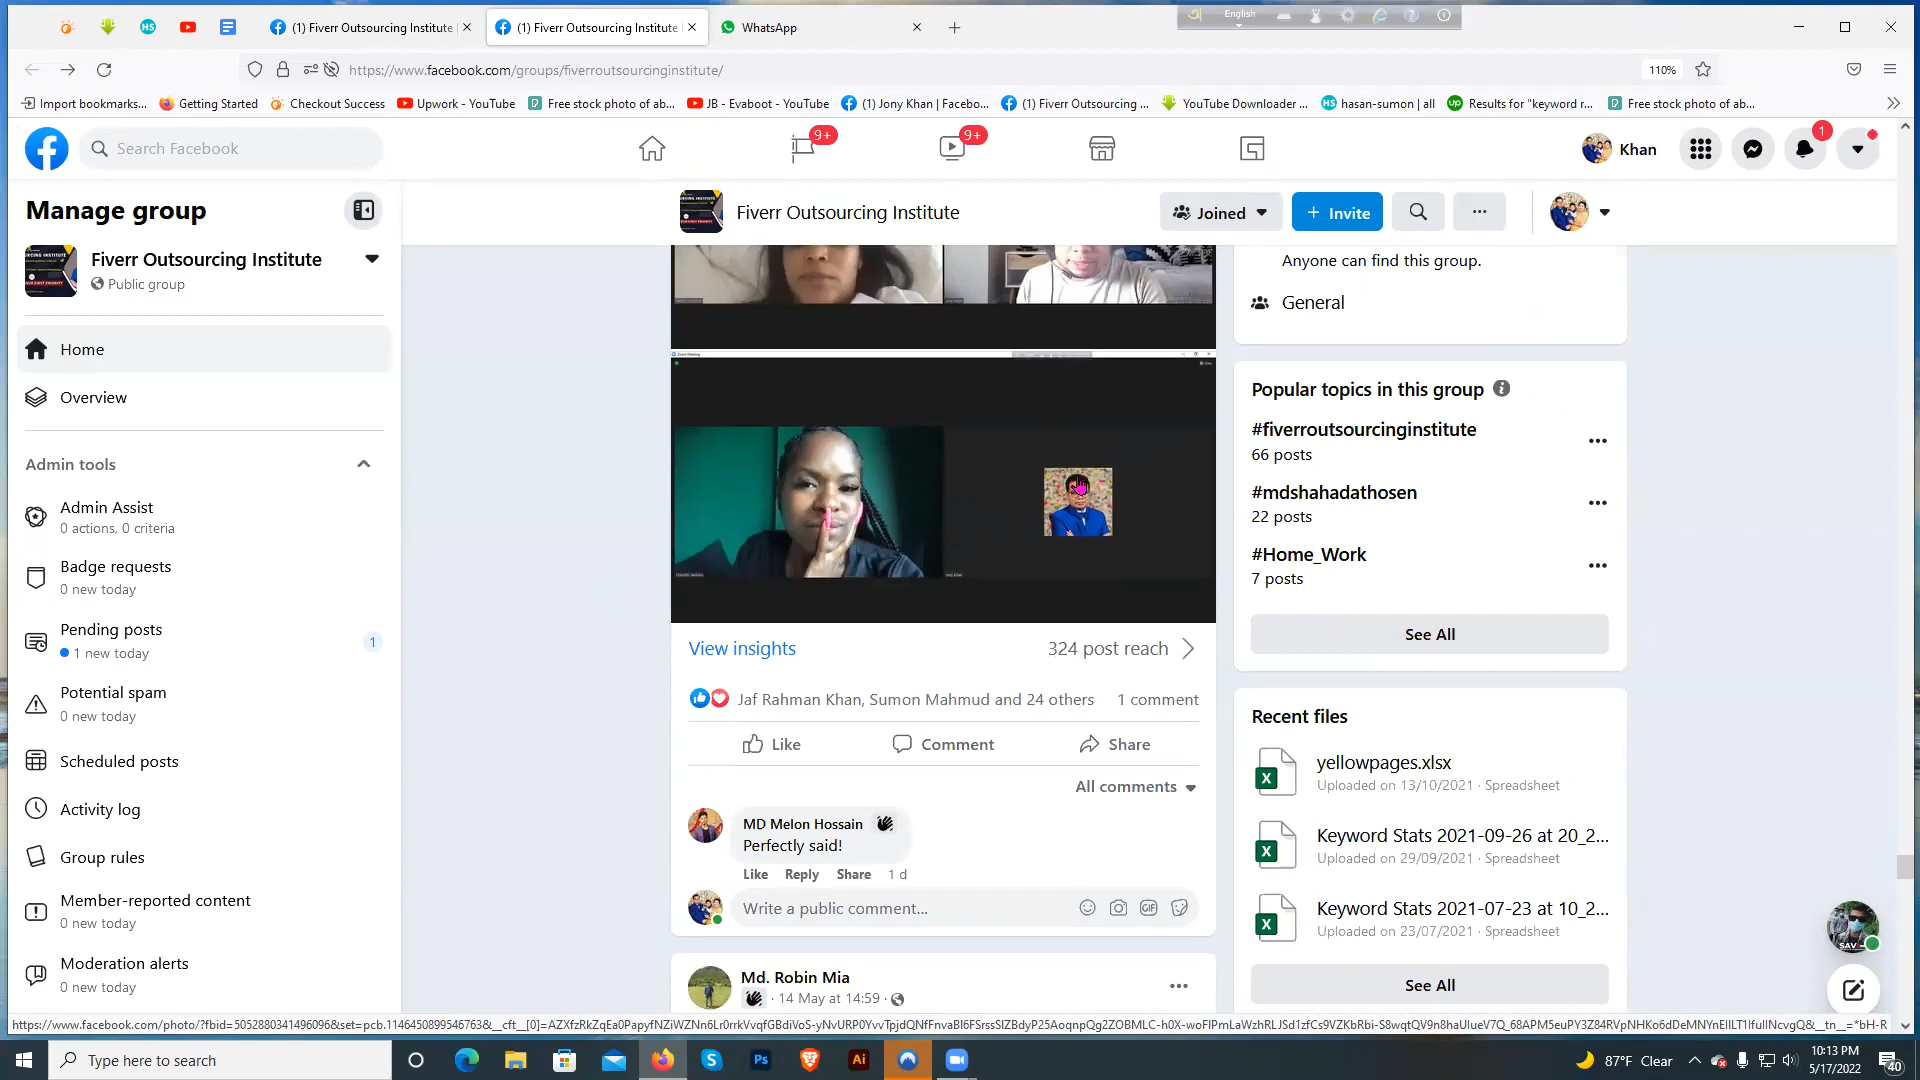 (1) Fiverr Outsourcing Institute
(1) Fiverr Outsourcing Institute
WhatsApp
English
https://www.facebook.com/groups/fiverroutsourcinginstitute/
110%
Import bookmarks...
Getting Started
Checkout Success
Upwork - YouTube
Free stock photo of ab...
JB - Evaboot - YouTube
(1) Jony Khan | Facebo...
(1) Fiverr Outsourcing ...
YouTube Downloader ...
hasan-sumon | all
Results for "keyword r...
Free stock photo of ab...
Search Facebook
9+
9+
Khan
1
Manage group
Fiverr Outsourcing Institute
Joined
+ Invite
Fiverr Outsourcing Institute
Public group
Home
Overview
Admin tools
Admin Assist
0 actions, 0 criteria
Badge requests
0 new today
Pending posts
1 new today
1
Potential spam
0 new today
Scheduled posts
Activity log
Group rules
Member-reported content
0 new today
Moderation alerts
0 new today
View insights
324 post reach
Jaf Rahman Khan, Sumon Mahmud and 24 others
1 comment
Like
Comment
Share
All comments
MD Melon Hossain
Perfectly said!
Like Reply Share 1 d
Write a public comment...
GIF
Md. Robin Mia
· 14 May at 14:59 ·
Anyone can find this group.
General
Popular topics in this group
#fiverroutsourcinginstitute
66 posts
#mdshahadathosen
22 posts
#Home_Work
7 posts
See All
Recent files
yellowpages.xlsx
Uploaded on 13/10/2021 · Spreadsheet
Keyword Stats 2021-09-26 at 20_2...
Uploaded on 29/09/2021 · Spreadsheet
Keyword Stats 2021-07-23 at 10_2...
Uploaded on 23/07/2021 · Spreadsheet
See All
Type here to search
87°F Clear
10:13 PM
5/17/2022
40